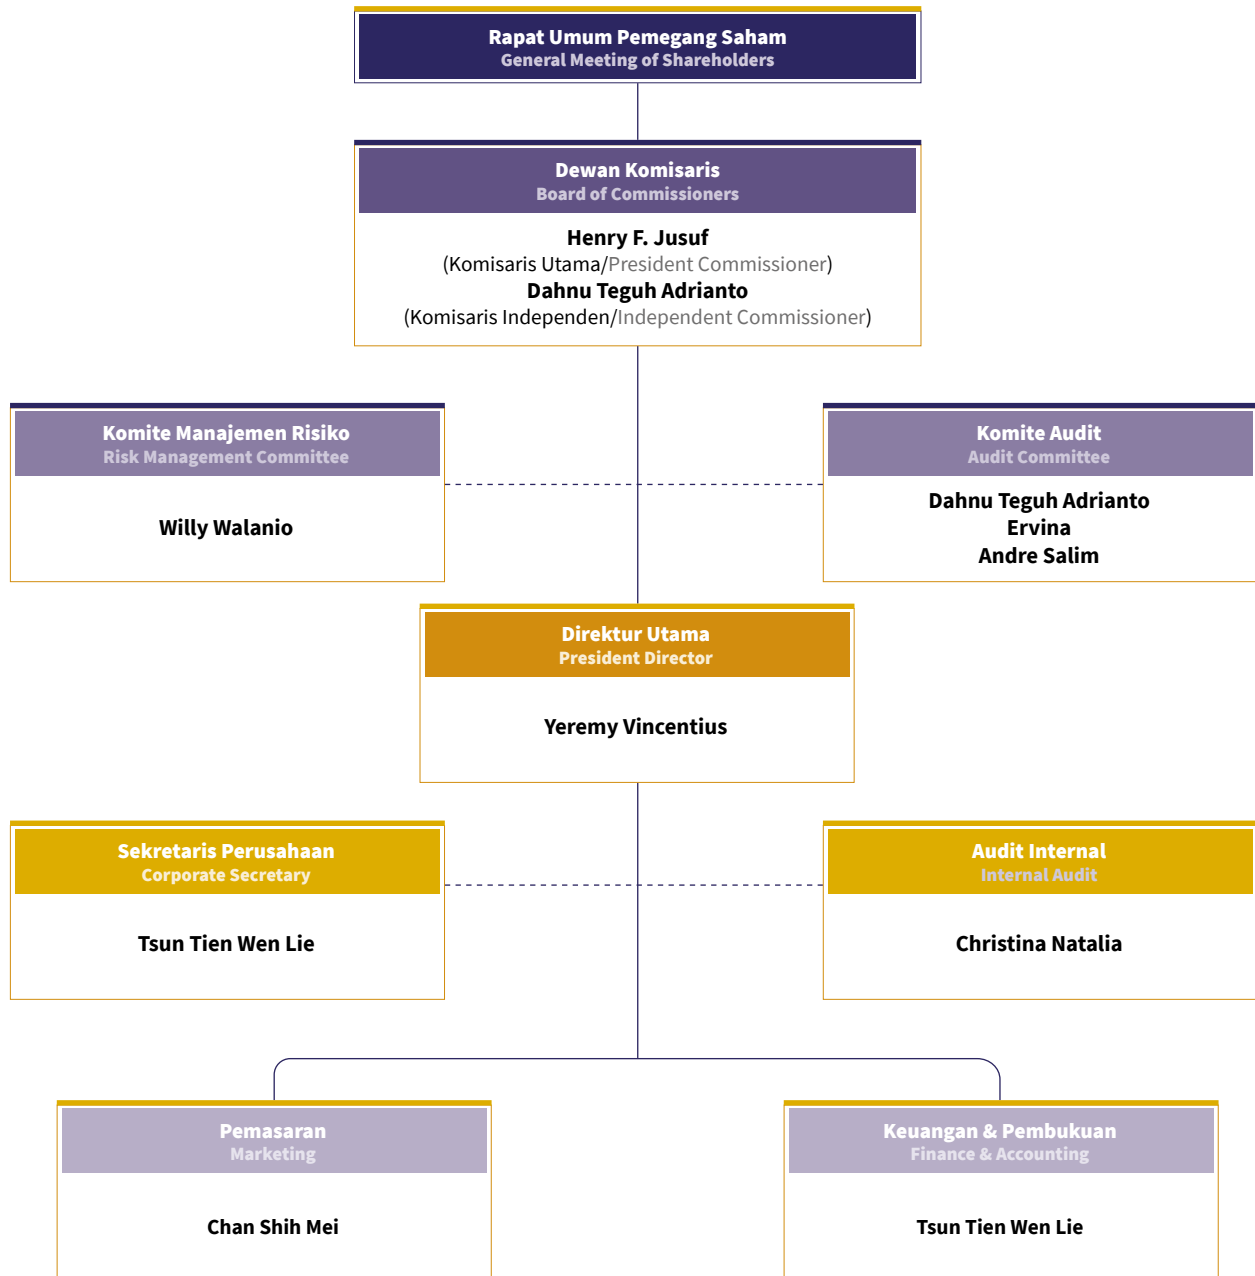 Rapat Umum Pemegang Saham
General Meeting of Shareholders
Dewan Komisaris
Board of Commissioners
Henry F. Jusuf
(Komisaris Utama/President Commissioner)
Dahnu Teguh Adrianto
(Komisaris Independen/Independent Commissioner)
Komite Manajemen Risiko
Risk Management Committee
Willy Walanio
Komite Audit
Audit Committee
Dahnu Teguh Adrianto
Ervina
Andre Salim
Direktur Utama
President Director
Yeremy Vincentius
Sekretaris Perusahaan
Corporate Secretary
Tsun Tien Wen Lie
Audit Internal
Internal Audit
Christina Natalia
Pemasaran
Marketing
Chan Shih Mei
Keuangan & Pembukuan
Finance & Accounting
Tsun Tien Wen Lie